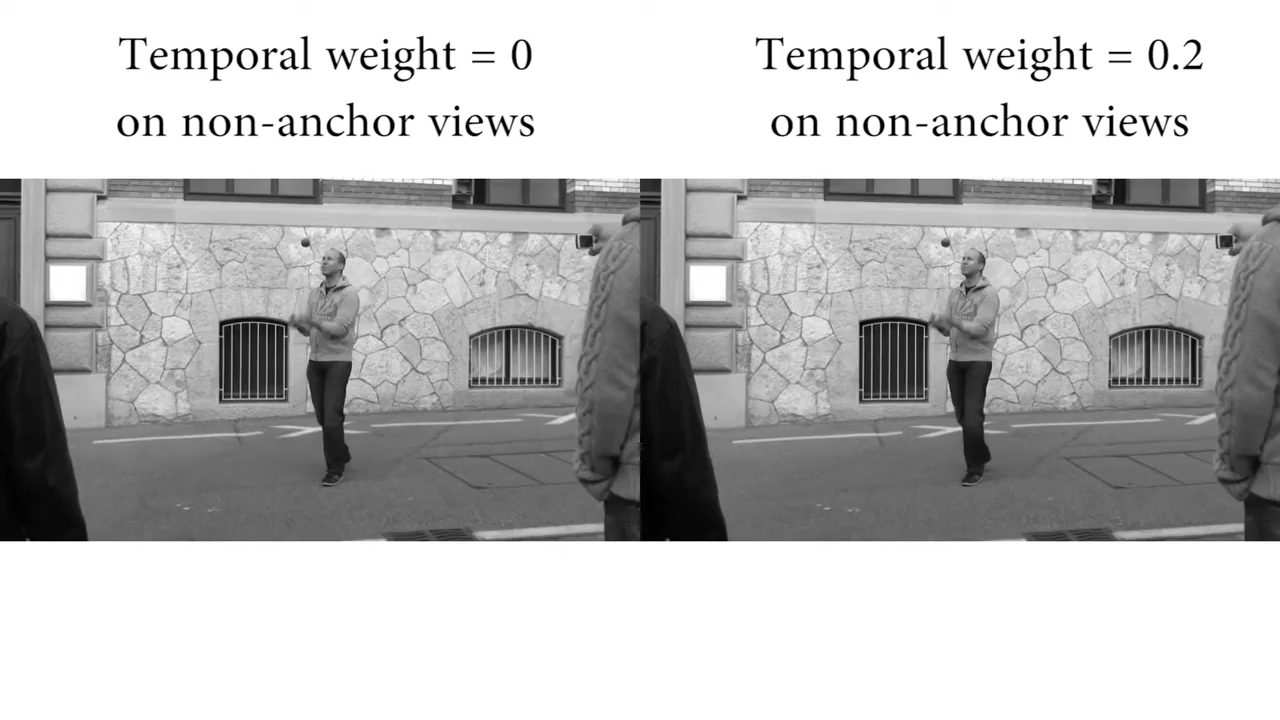 Temporal weight = 0
on non-anchor views
Temporal weight = 0.2
on non-anchor views